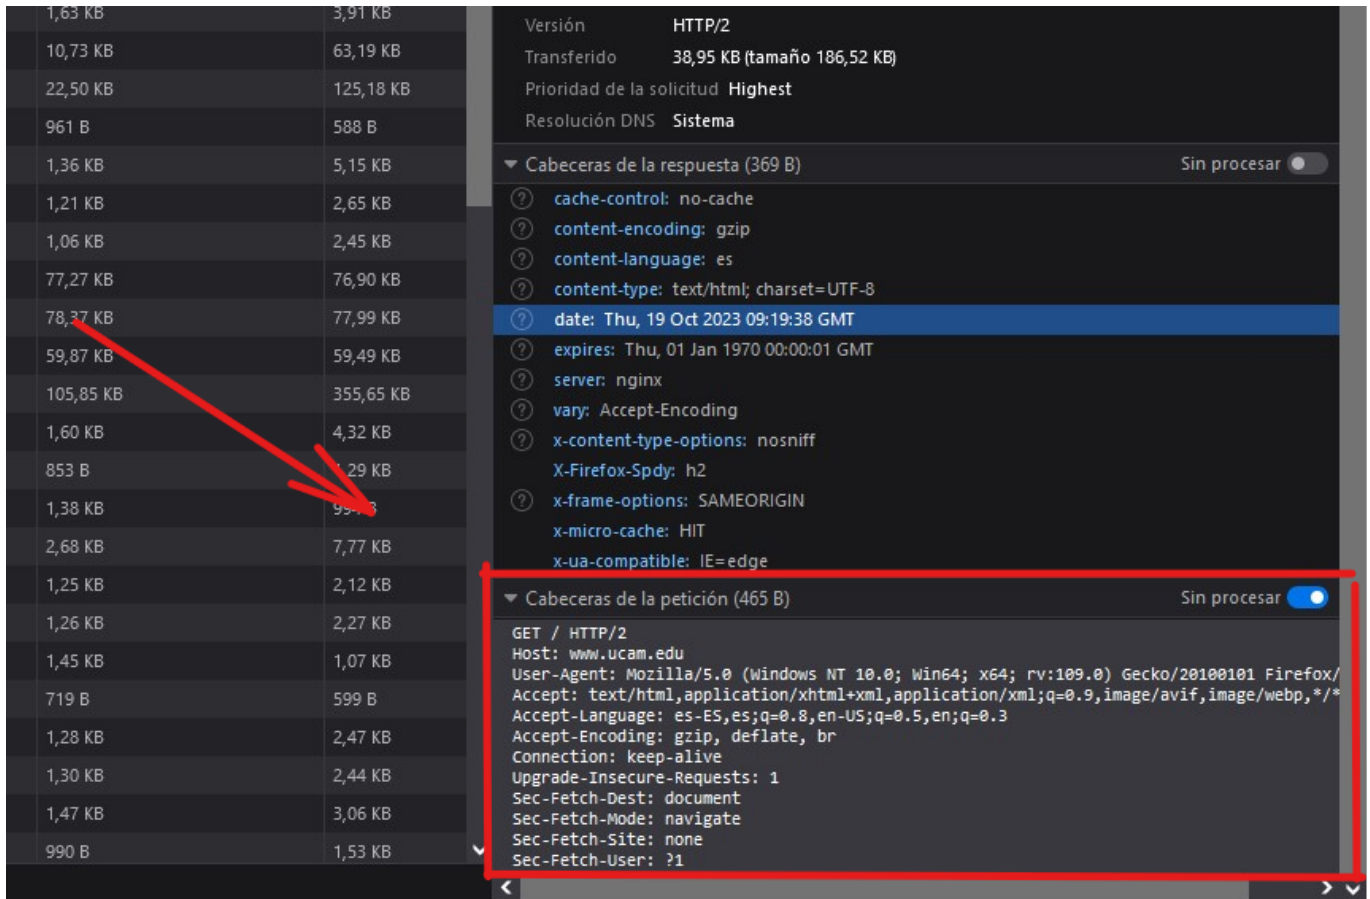 1,63 KB 3,91 KB
10,73 KB 63,19 KB
22,50 KB 125,18 KB
961 B 588 B
1,36 KB 5,15 KB
1,21 KB 2,65 KB
1,06 KB 2,45 KB
77,27 KB 76,90 KB
78,37 KB 77,99 KB
59,87 KB 59,49 KB
105,85 KB 355,65 KB
1,60 KB 4,32 KB
853 B ,29 KB
1,38 KB
2,68 KB 7,77 KB
1,25 KB 2,12 KB
1,26 KB 2,27 KB
1,45 KB 1,07 KB
719 B 599 B
1,28 KB 2,47 KB
1,30 KB 2,44 KB
1,47 KB 3,06 KB
990 B 1,53 KB
Versión HTTP/2
Transferido 38,95 KB (tamaño 186,52 KB)
Prioridad de la solicitud Highest
Resolución DNS Sistema
Cabeceras de la respuesta (369 B) Sin procesar
cache-control: no-cache
content-encoding: gzip
content-language: es
content-type: text/html; charset=UTF-8
date: Thu, 19 Oct 2023 09:19:38 GMT
expires: Thu, 01 Jan 1970 00:00:01 GMT
server: nginx
vary: Accept-Encoding
x-content-type-options: nosniff
X-Firefox-Spdy: h2
x-frame-options: SAMEORIGIN
x-micro-cache: HIT
x-ua-compatible: IE=edge
Cabeceras de la petición (465 B) Sin procesar
GET / HTTP/2
Host: www.ucam.edu
User-Agent: Mozilla/5.0 (Windows NT 10.0; Win64; x64; rv:109.0) Gecko/20100101 Firefox/
Accept: text/html,application/xhtml+xml,application/xml;q=0.9,image/avif,image/webp,*/*
Accept-Language: es-ES,es;q=0.8,en-US;q=0.5,en;q=0.3
Accept-Encoding: gzip, deflate, br
Connection: keep-alive
Upgrade-Insecure-Requests: 1
Sec-Fetch-Dest: document
Sec-Fetch-Mode: navigate
Sec-Fetch-Site: none
Sec-Fetch-User: ?1